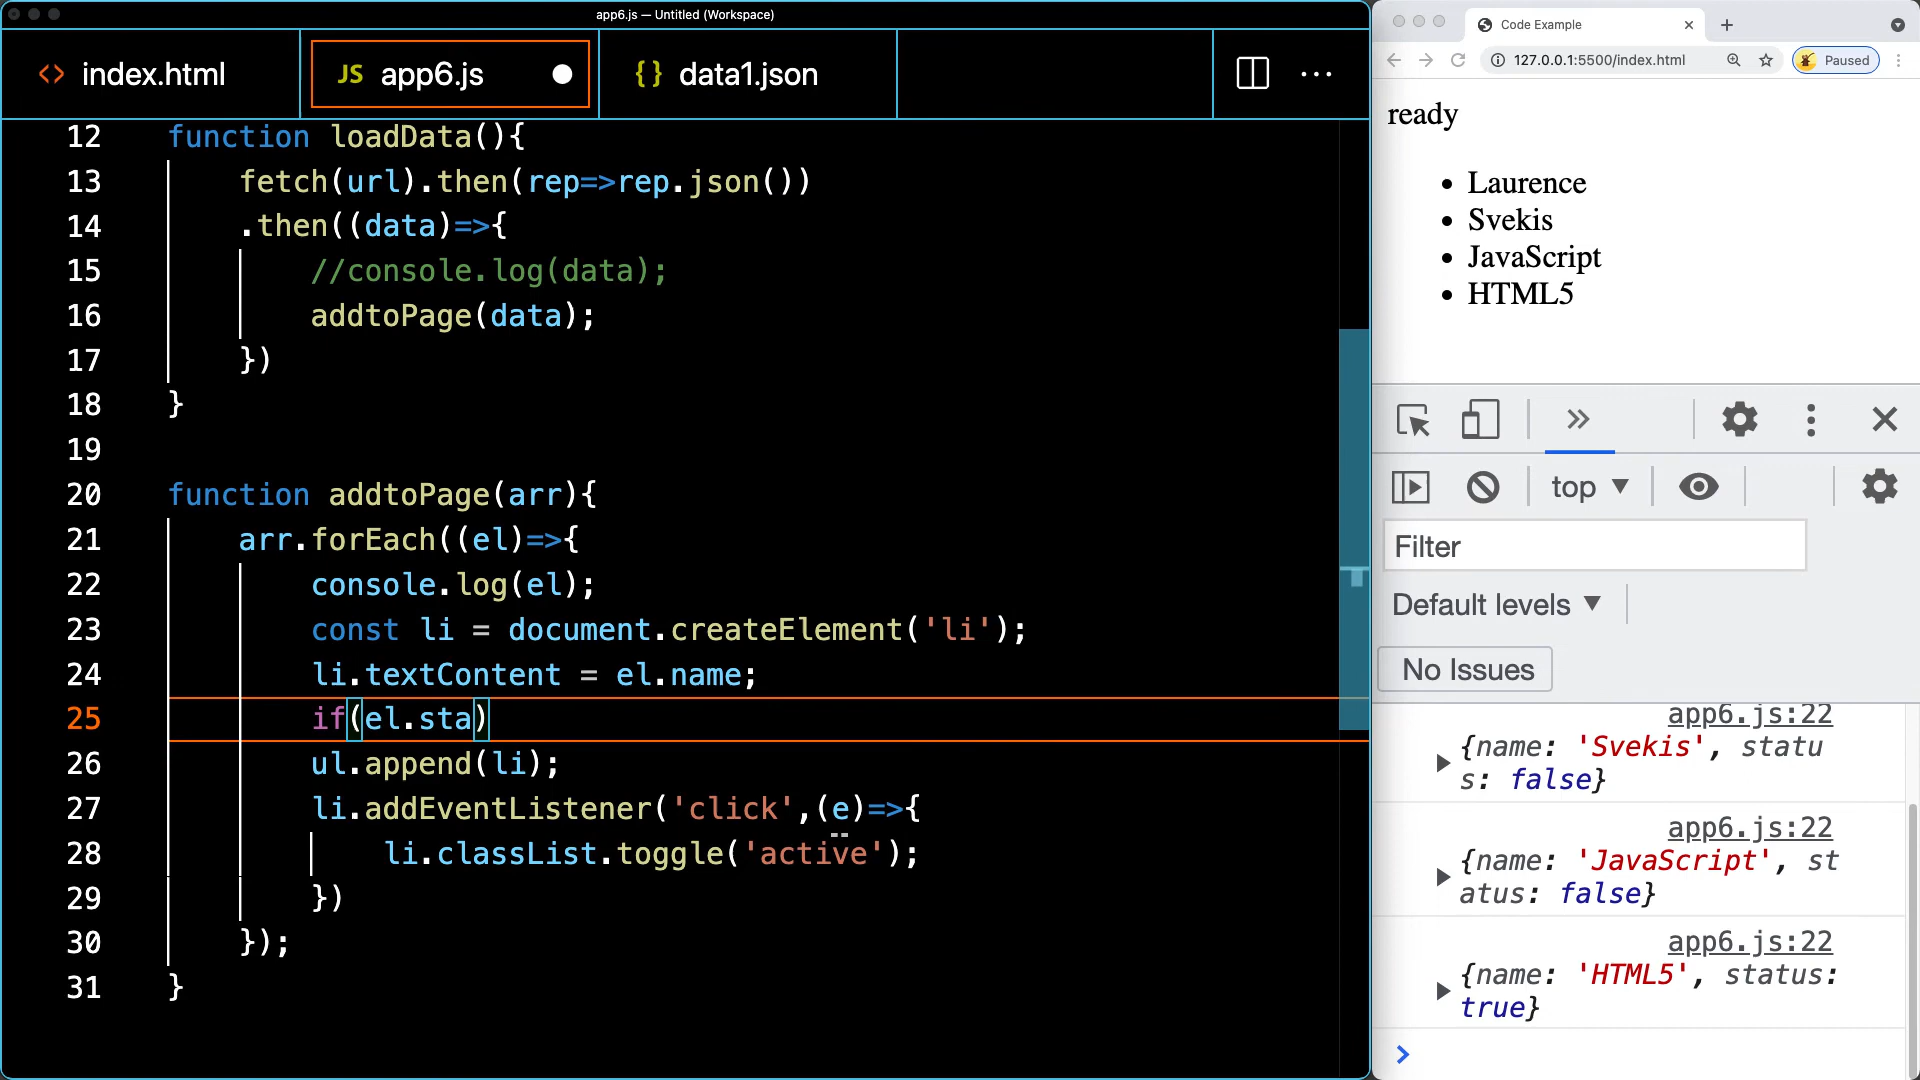 app6.js — Untitled (Workspace)
<> index.html
JS app6.js
{} data1.json
12 function loadData(){
13 fetch(url).then(rep=>rep.json())
14 .then((data)=>{
15 //console.log(data);
16 addtoPage(data);
17 })
18 }
19
20 function addtoPage(arr){
21 arr.forEach((el)=>{
22 console.log(el);
23 const li = document.createElement('li');
24 li.textContent = el.name;
25 if(el.sta)
26 ul.append(li);
27 li.addEventListener('click',(e)=>{
28 li.classList.toggle('active');
29 })
30 });
31 }
Code Example
127.0.0.1:5500/index.html
Paused
ready
• Laurence
• Svekis
• JavaScript
• HTML5
top
Filter
Default levels
No Issues
app6.js:22
{name: 'Svekis', statu
s: false}
app6.js:22
{name: 'JavaScript', st
atus: false}
app6.js:22
{name: 'HTML5', status:
true}